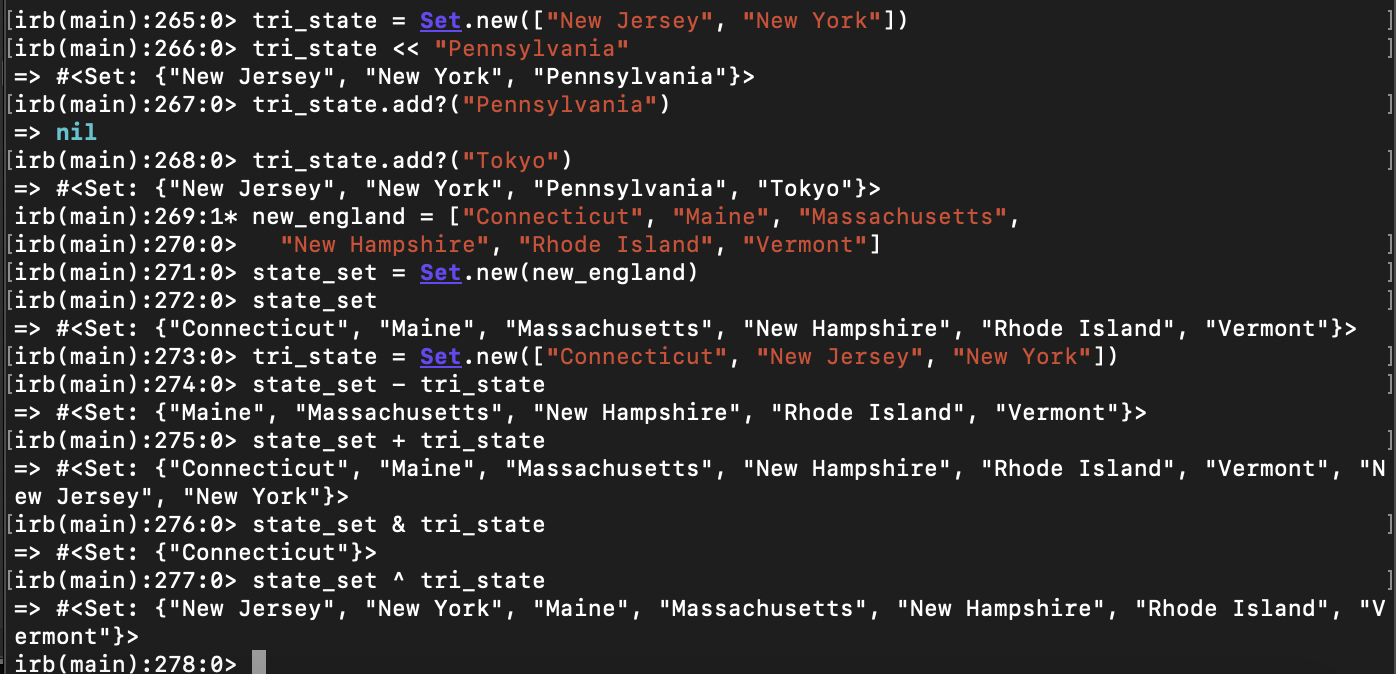 [irb(main):265:0> tri_state = Set.new(["New Jersey", "New York"]) ]
[irb(main):266:0> tri_state << "Pennsylvania" ]
=> #<Set: {"New Jersey", "New York", "Pennsylvania"}>
[irb(main):267:0> tri_state.add?("Pennsylvania") ]
=> nil
[irb(main):268:0> tri_state.add?("Tokyo") ]
=> #<Set: {"New Jersey", "New York", "Pennsylvania", "Tokyo"}>
irb(main):269:1* new_england = ["Connecticut", "Maine", "Massachusetts",
[irb(main):270:0>   "New Hampshire", "Rhode Island", "Vermont"] ]
[irb(main):271:0> state_set = Set.new(new_england) ]
[irb(main):272:0> state_set ]
=> #<Set: {"Connecticut", "Maine", "Massachusetts", "New Hampshire", "Rhode Island", "Vermont"}>
[irb(main):273:0> tri_state = Set.new(["Connecticut", "New Jersey", "New York"]) ]
[irb(main):274:0> state_set - tri_state ]
=> #<Set: {"Maine", "Massachusetts", "New Hampshire", "Rhode Island", "Vermont"}>
[irb(main):275:0> state_set + tri_state ]
=> #<Set: {"Connecticut", "Maine", "Massachusetts", "New Hampshire", "Rhode Island", "Vermont", "N
ew Jersey", "New York"}>
[irb(main):276:0> state_set & tri_state ]
=> #<Set: {"Connecticut"}>
[irb(main):277:0> state_set ^ tri_state ]
=> #<Set: {"New Jersey", "New York", "Maine", "Massachusetts", "New Hampshire", "Rhode Island", "V
ermont"}>
irb(main):278:0>